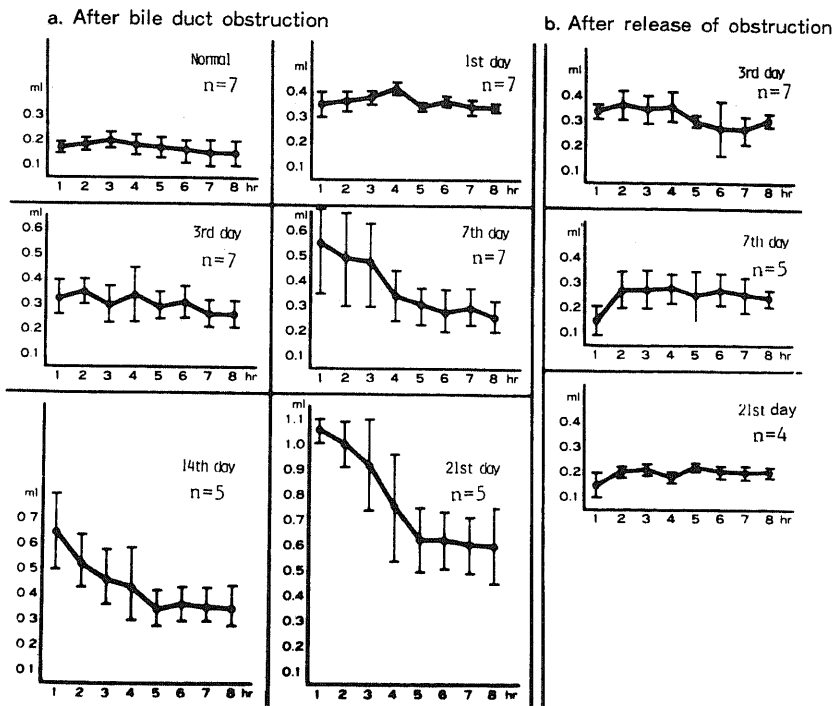 a. After bile duct obstruction
Normal
n=7
ml
0.3
0.2
0.1
1 2 3 4 5 6 7 8 hr
1st day
n=7
ml
0.4
0.3
0.2
0.1
1 2 3 4 5 6 7 8 hr
3rd day
n=7
ml
0.6
0.5
0.4
0.3
0.2
0.1
1 2 3 4 5 6 7 8 hr
7th day
n=7
ml
0.6
0.5
0.4
0.3
0.2
0.1
1 2 3 4 5 6 7 8 hr
14th day
n=5
ml
0.7
0.6
0.5
0.4
0.3
0.2
0.1
1 2 3 4 5 6 7 8 hr
21st day
n=5
ml
1.1
1.0
0.9
0.8
0.7
0.6
0.5
0.4
0.3
0.2
0.1
1 2 3 4 5 6 7 8 hr
b. After release of obstruction
3rd day
n=7
ml
0.4
0.3
0.2
0.1
1 2 3 4 5 6 7 8 hr
7th day
n=5
ml
0.4
0.3
0.2
0.1
1 2 3 4 5 6 7 8 hr
21st day
n=4
ml
0.4
0.3
0.2
0.1
1 2 3 4 5 6 7 8 hr